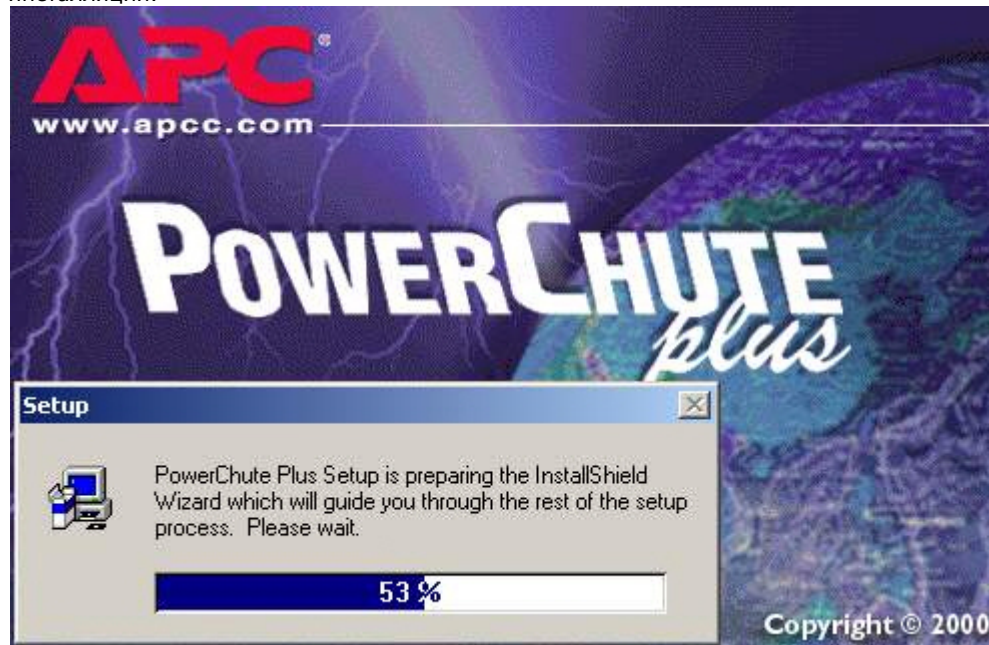 инсталляции.
APC®
www.apcc.com
POWERCHUTE
plus
Setup
PowerChute Plus Setup is preparing the InstallShield
Wizard which will guide you through the rest of the setup
process. Please wait.
53 %
Copyright © 2000